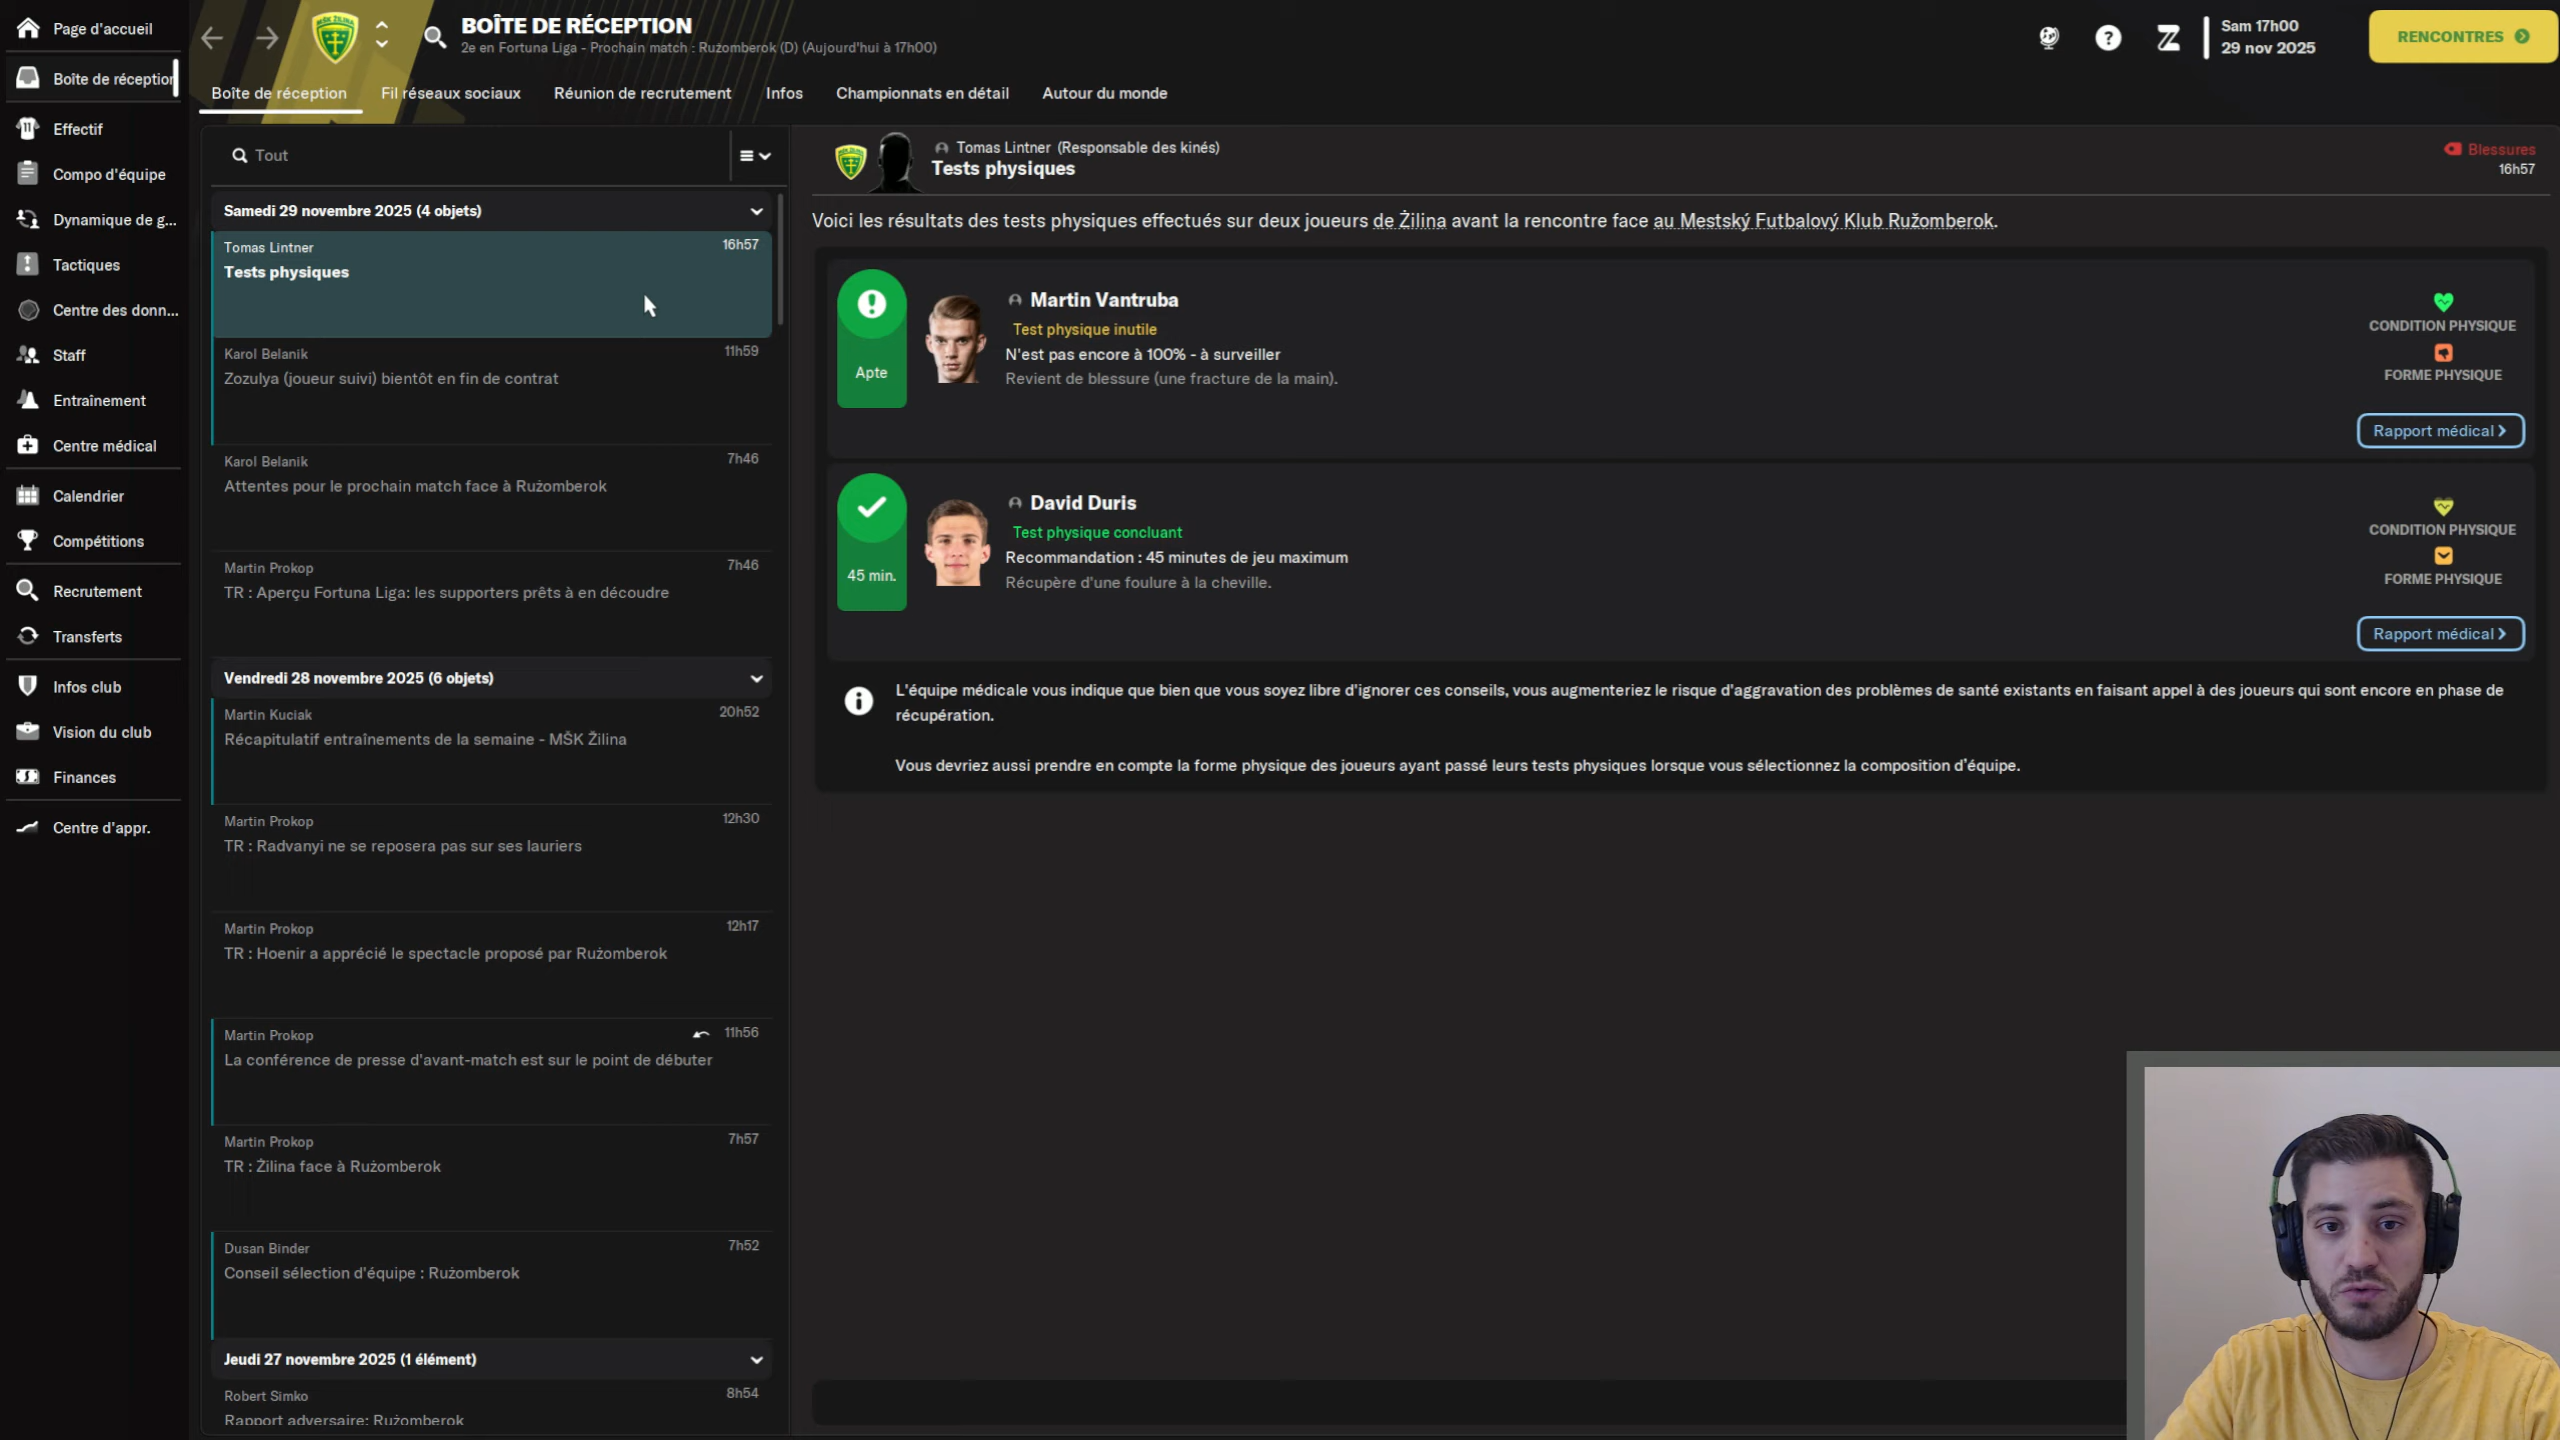 Page d'accueil
Boîte de réception
Effectif
Compo d'équipe
Dynamique de g...
Tactiques
Centre des donn...
Staff
Entraînement
Centre médical
Calendrier
Compétitions
Recrutement
Transferts
Infos club
Vision du club
Finances
Centre d'appr.
MŠK ŽILINA
BOÎTE DE RÉCEPTION
2e en Fortuna Liga - Prochain match : Ružomberok (D) (Aujourd'hui à 17h00)
Sam 17h00
29 nov 2025
RENCONTRES
Boîte de réception
Fil réseaux sociaux
Réunion de recrutement
Infos
Championnats en détail
Autour du monde
Tout
Samedi 29 novembre 2025 (4 objets)
Tomas Lintner
16h57
Tests physiques
Karol Belanik
11h59
Zozulya (joueur suivi) bientôt en fin de contrat
Karol Belanik
7h46
Attentes pour le prochain match face à Ružomberok
Martin Prokop
7h46
TR : Aperçu Fortuna Liga: les supporters prêts à en découdre
Vendredi 28 novembre 2025 (6 objets)
Martin Kuciak
20h52
Récapitulatif entraînements de la semaine - MŠK Žilina
Martin Prokop
12h30
TR : Radvanyi ne se reposera pas sur ses lauriers
Martin Prokop
12h17
TR : Hoenir a apprécié le spectacle proposé par Ružomberok
Martin Prokop
11h56
La conférence de presse d'avant-match est sur le point de débuter
Martin Prokop
7h57
TR : Žilina face à Ružomberok
Dusan Binder
7h52
Conseil sélection d'équipe : Ružomberok
Jeudi 27 novembre 2025 (1 élément)
Robert Simko
8h54
Rapport adversaire: Ružomberok
Tomas Lintner (Responsable des kinés)
Tests physiques
Blessures
16h57
Voici les résultats des tests physiques effectués sur deux joueurs de Žilina avant la rencontre face au Mestský Futbalový Klub Ružomberok.
Apte
Martin Vantruba
Test physique inutile
N'est pas encore à 100% - à surveiller
Revient de blessure (une fracture de la main).
CONDITION PHYSIQUE
FORME PHYSIQUE
Rapport médical
45 min.
David Duris
Test physique concluant
Recommandation : 45 minutes de jeu maximum
Récupère d'une foulure à la cheville.
CONDITION PHYSIQUE
FORME PHYSIQUE
Rapport médical
L'équipe médicale vous indique que bien que vous soyez libre d'ignorer ces conseils, vous augmenteriez le risque d'aggravation des problèmes de santé existants en faisant appel à des joueurs qui sont encore en phase de
récupération.
Vous devriez aussi prendre en compte la forme physique des joueurs ayant passé leurs tests physiques lorsque vous sélectionnez la composition d'équipe.